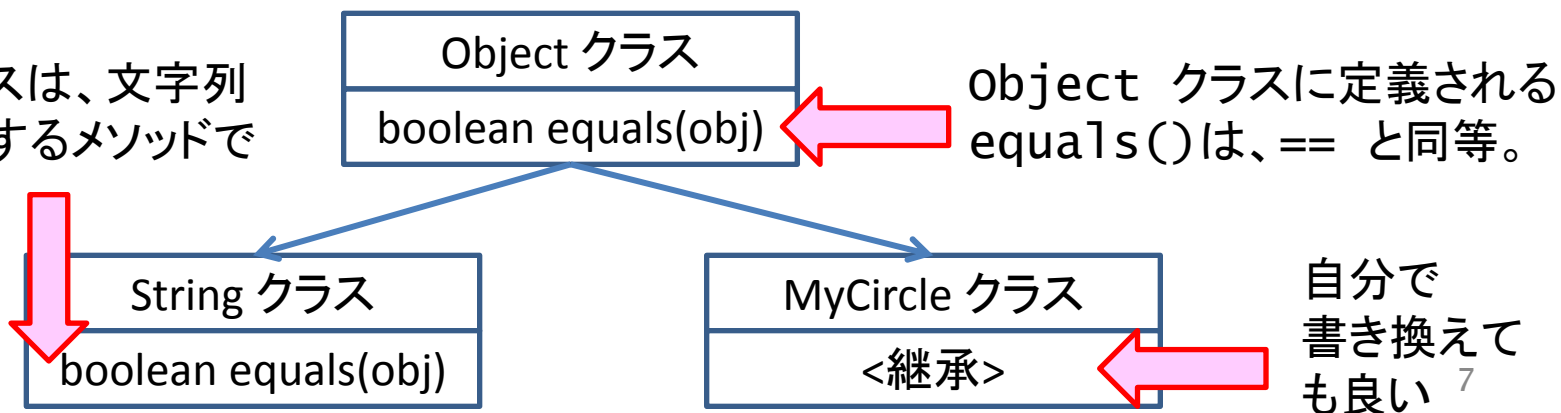 Object クラス
boolean equals(obj)
スは、文字列
するメソッドで
Object クラスに定義される
equals()は、== と同等。
String クラス
boolean equals(obj)
MyCircle クラス
<継承>
自分で
書き換えて
も良い
7